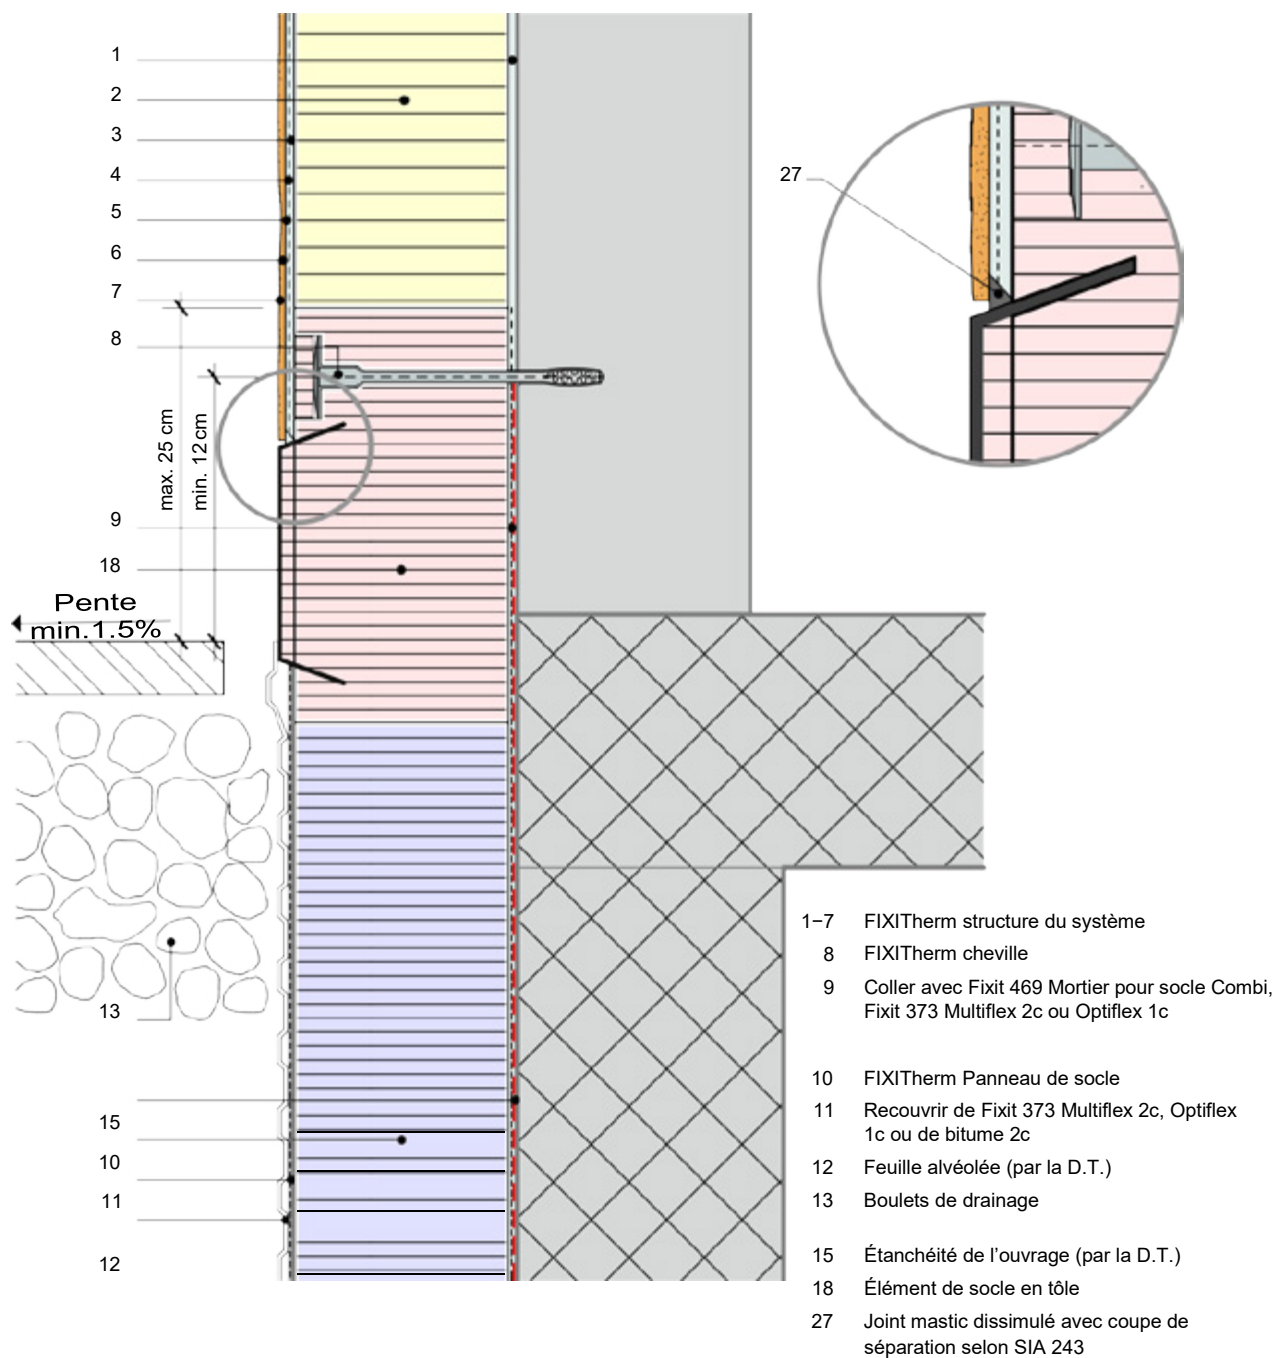 1
2
3
4
5
6
7
8
27
max. 25 cm
min. 12 cm
9
18
Pente
min.1.5%
13
15
10
11
12
1–7 FIXITherm structure du système
8 FIXITherm cheville
9 Coller avec Fixit 469 Mortier pour socle Combi,
Fixit 373 Multiflex 2c ou Optiflex 1c
10 FIXITherm Panneau de socle
11 Recouvrir de Fixit 373 Multiflex 2c, Optiflex
1c ou de bitume 2c
12 Feuille alvéolée (par la D.T.)
13 Boulets de drainage
15 Étanchéité de l’ouvrage (par la D.T.)
18 Élément de socle en tôle
27 Joint mastic dissimulé avec coupe de
séparation selon SIA 243